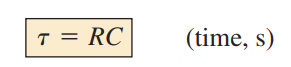 τ = RC (time, s)